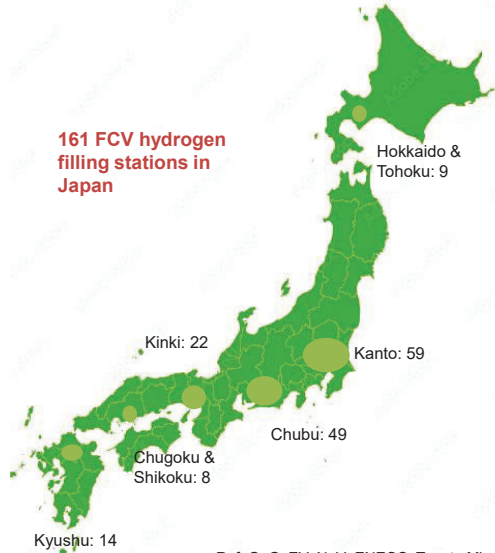 161 FCV hydrogen
filling stations in
Japan
Hokkaido &
Tohoku: 9
Kinki: 22
Kanto: 59
Chubu: 49
Chugoku &
Shikoku: 8
Kyushu: 14